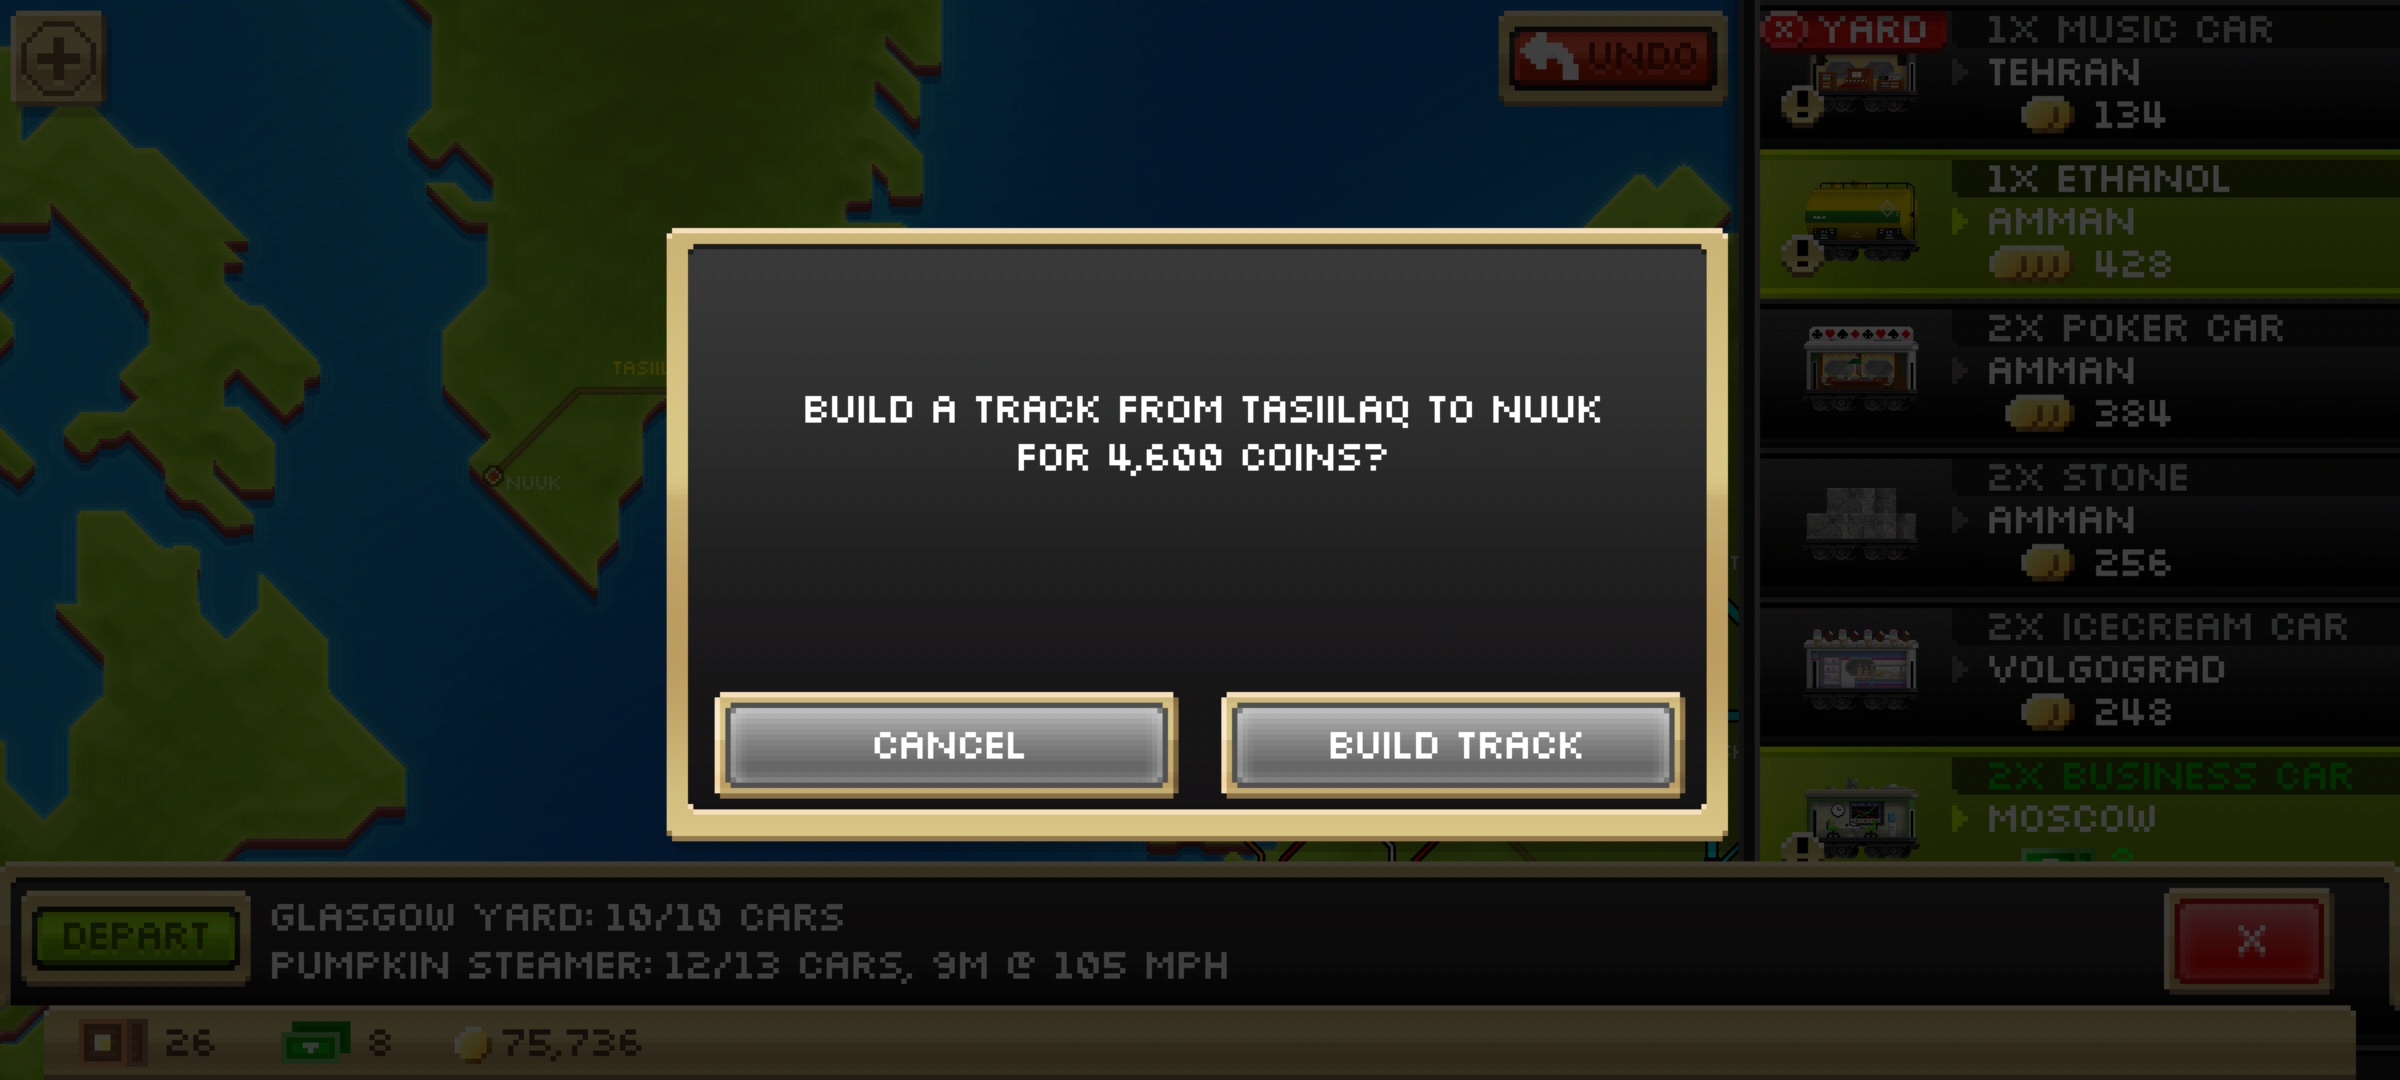 UNDO
YARD
1X MUSIC CAR
TEHRAN
134
1X ETHANOL
AMMAN
428
2X POKER CAR
AMMAN
384
2X STONE
AMMAN
256
2X ICECREAM CAR
VOLGOGRAD
248
2X BUSINESS CAR
MOSCOW
NUUK
BUILD A TRACK FROM TASIILAQ TO NUUK
FOR 4,600 COINS?
CANCEL
BUILD TRACK
DEPART
GLASGOW YARD: 10/10 CARS
PUMPKIN STEAMER: 12/13 CARS, 9M @ 105 MPH
X
26
8
75,736